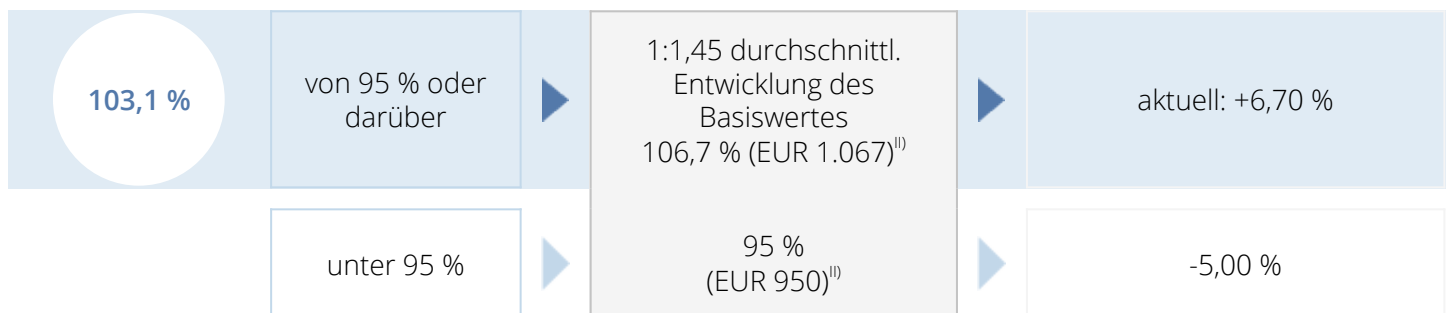 103,1 %
von 95 % oder
darüber
1:1,45 durchschnittl.
Entwicklung des
Basiswertes
106,7 % (EUR 1.067)II)
aktuell: +6,70 %
unter 95 %
95 %
(EUR 950)II)
-5,00 %